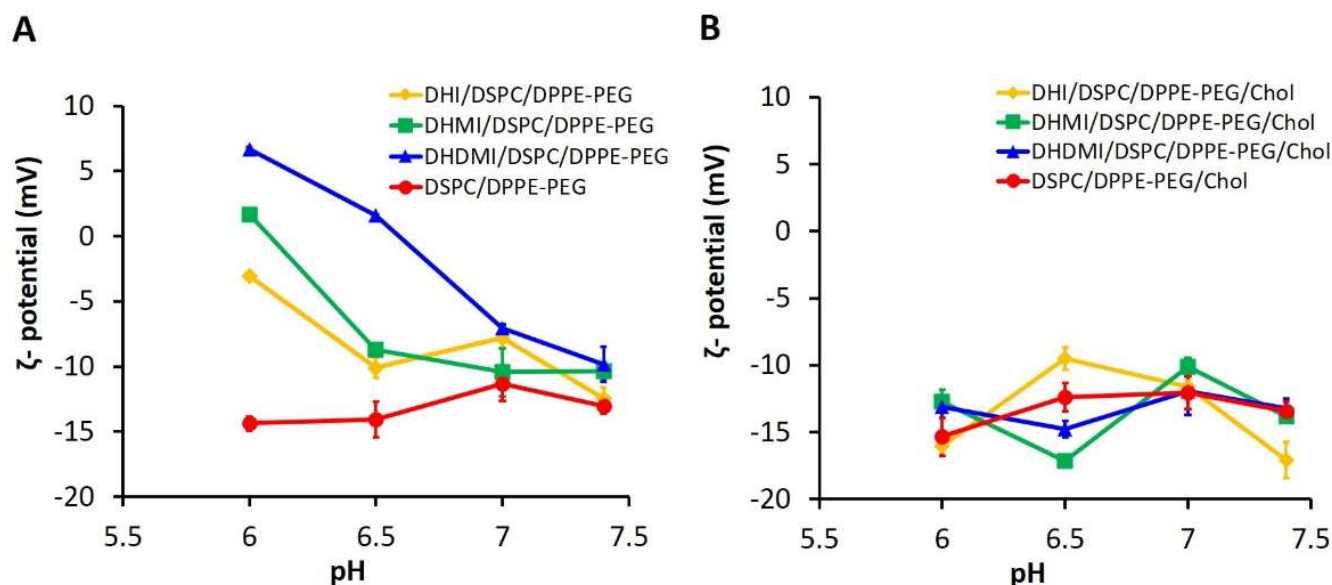 A
DHI/DSPC/DPPE-PEG
DHMI/DSPC/DPPE-PEG
DHDMI/DSPC/DPPE-PEG
DSPC/DPPE-PEG
ζ- potential (mV)
10
5
0
-5
-10
-15
-20
5.5 6 6.5 7 7.5
pH
B
DHI/DSPC/DPPE-PEG/Chol
DHMI/DSPC/DPPE-PEG/Chol
DHDMI/DSPC/DPPE-PEG/Chol
DSPC/DPPE-PEG/Chol
ζ- potential (mV)
10
5
0
-5
-10
-15
-20
5.5 6 6.5 7 7.5
pH